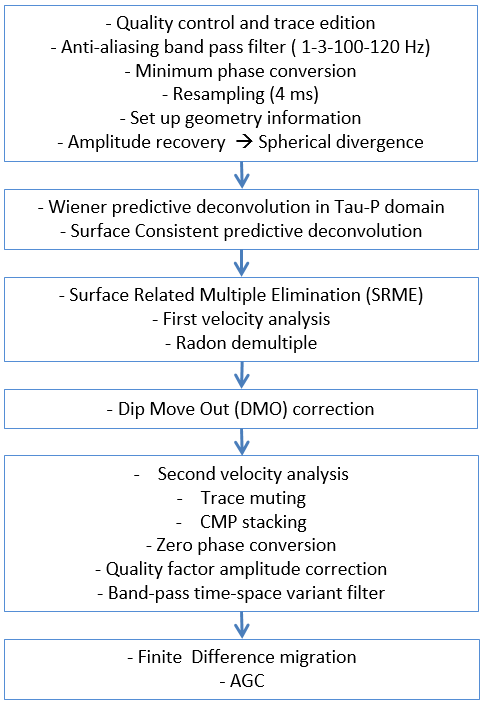 - Quality control and trace edition
- Anti-aliasing band pass filter ( 1-3-100-120 Hz)
- Minimum phase conversion
- Resampling (4 ms)
- Set up geometry information
- Amplitude recovery → Spherical divergence
- Wiener predictive deconvolution in Tau-P domain
- Surface Consistent predictive deconvolution
- Surface Related Multiple Elimination (SRME)
- First velocity analysis
- Radon demultiple
- Dip Move Out (DMO) correction
- Second velocity analysis
- Trace muting
- CMP stacking
- Zero phase conversion
- Quality factor amplitude correction
- Band-pass time-space variant filter
- Finite Difference migration
- AGC